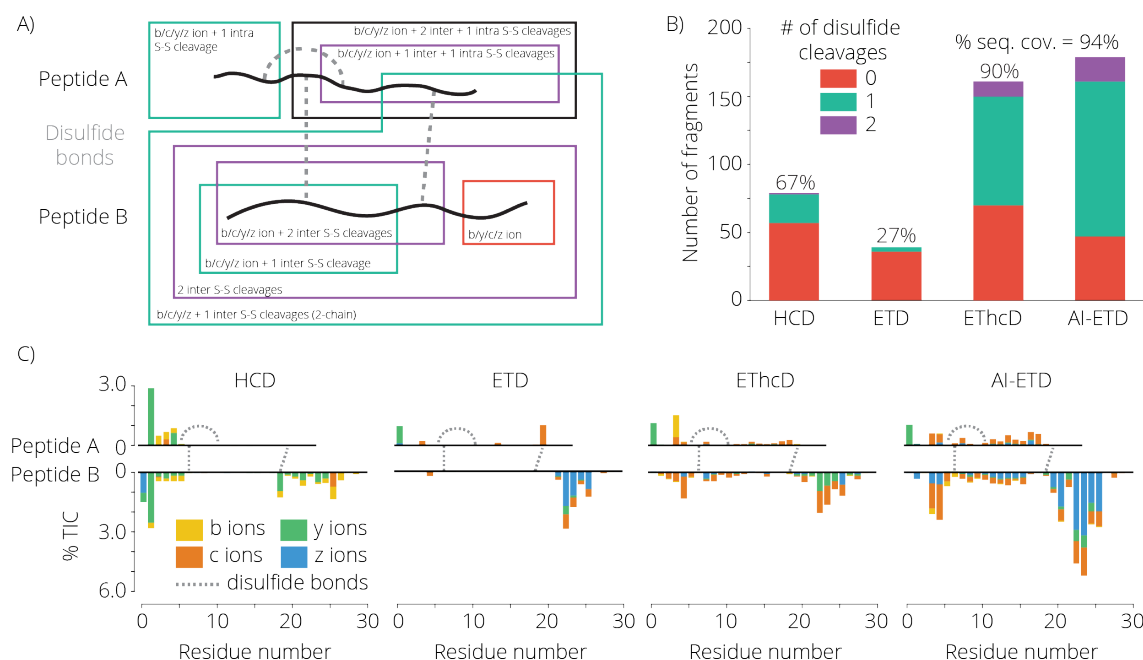 A)
b/c/y/z ion + 1 intra
S-S cleavage
b/c/y/z ion + 2 inter + 1 intra S-S cleavages
b/c/y/z ion + 1 inter + 1 intra S-S cleavages
Peptide A
Disulfide
bonds
Peptide B
b/c/y/z ion + 2 inter S-S cleavages
b/y/c/z ion
b/c/y/z ion + 1 inter S-S cleavage
2 inter S-S cleavages
b/c/y/z + 1 inter S-S cleavages (2-chain)
B)
Number of fragments
200
150
100
50
0
# of disulfide
cleavages
0
1
2
% seq. cov. = 94%
67%
27%
90%
HCD
ETD
EThcD
AI-ETD
C)
HCD
ETD
EThcD
AI-ETD
3.0
Peptide A
0
Peptide B
0
% TIC
3.0
6.0
b ions
y ions
c ions
z ions
disulfide bonds
0 10 20 30
0 10 20 30
0 10 20 30
0 10 20 30
Residue number
Residue number
Residue number
Residue number